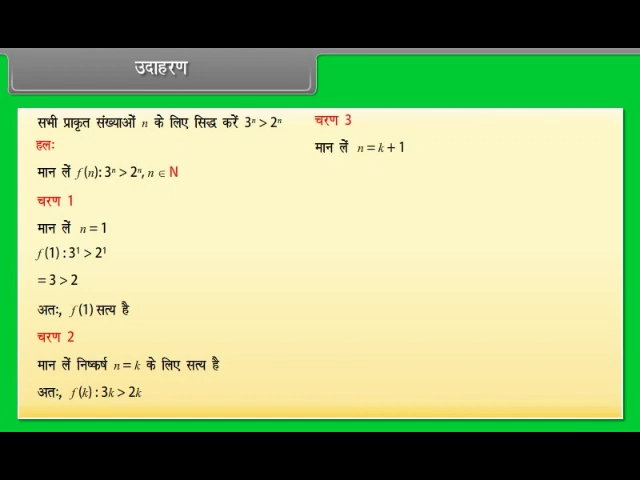 उदाहरण
सभी प्राकृत संख्याओं n के लिए सिद्ध करें 3ⁿ > 2ⁿ
हलः
मान लें f (n) : 3ⁿ > 2ⁿ, n ∈ N
चरण 1
मान लें n = 1
f (1) : 3¹ > 2¹
= 3 > 2
अतः, f (1) सत्य है
चरण 2
मान लें निष्कर्ष n = k के लिए सत्य है
अतः, f (k) : 3k > 2k
चरण 3
मान लें n = k + 1